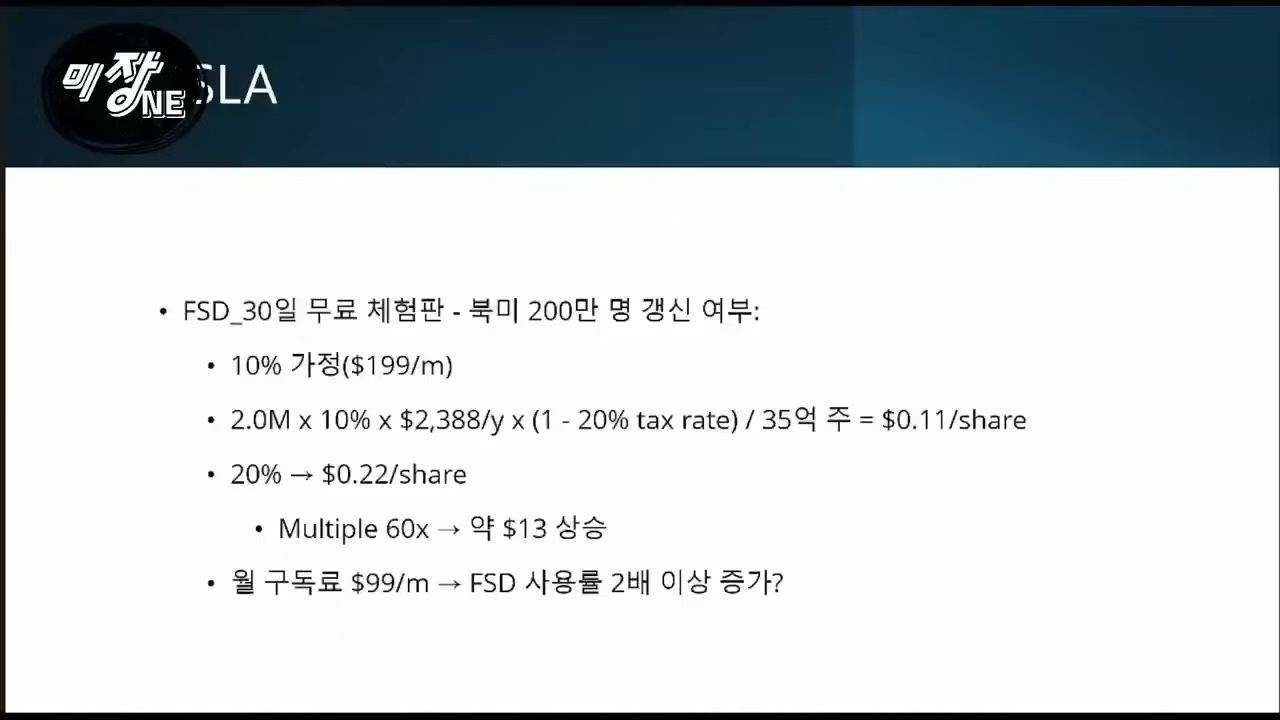 미장NE
SLA
• FSD_30일 무료 체험판 - 북미 200만 명 갱신 여부:
• 10% 가정($199/m)
• 2.0M x 10% x $2,388/y x (1 - 20% tax rate) / 35억 주 = $0.11/share
• 20% → $0.22/share
• Multiple 60x → 약 $13 상승
• 월 구독료 $99/m → FSD 사용률 2배 이상 증가?